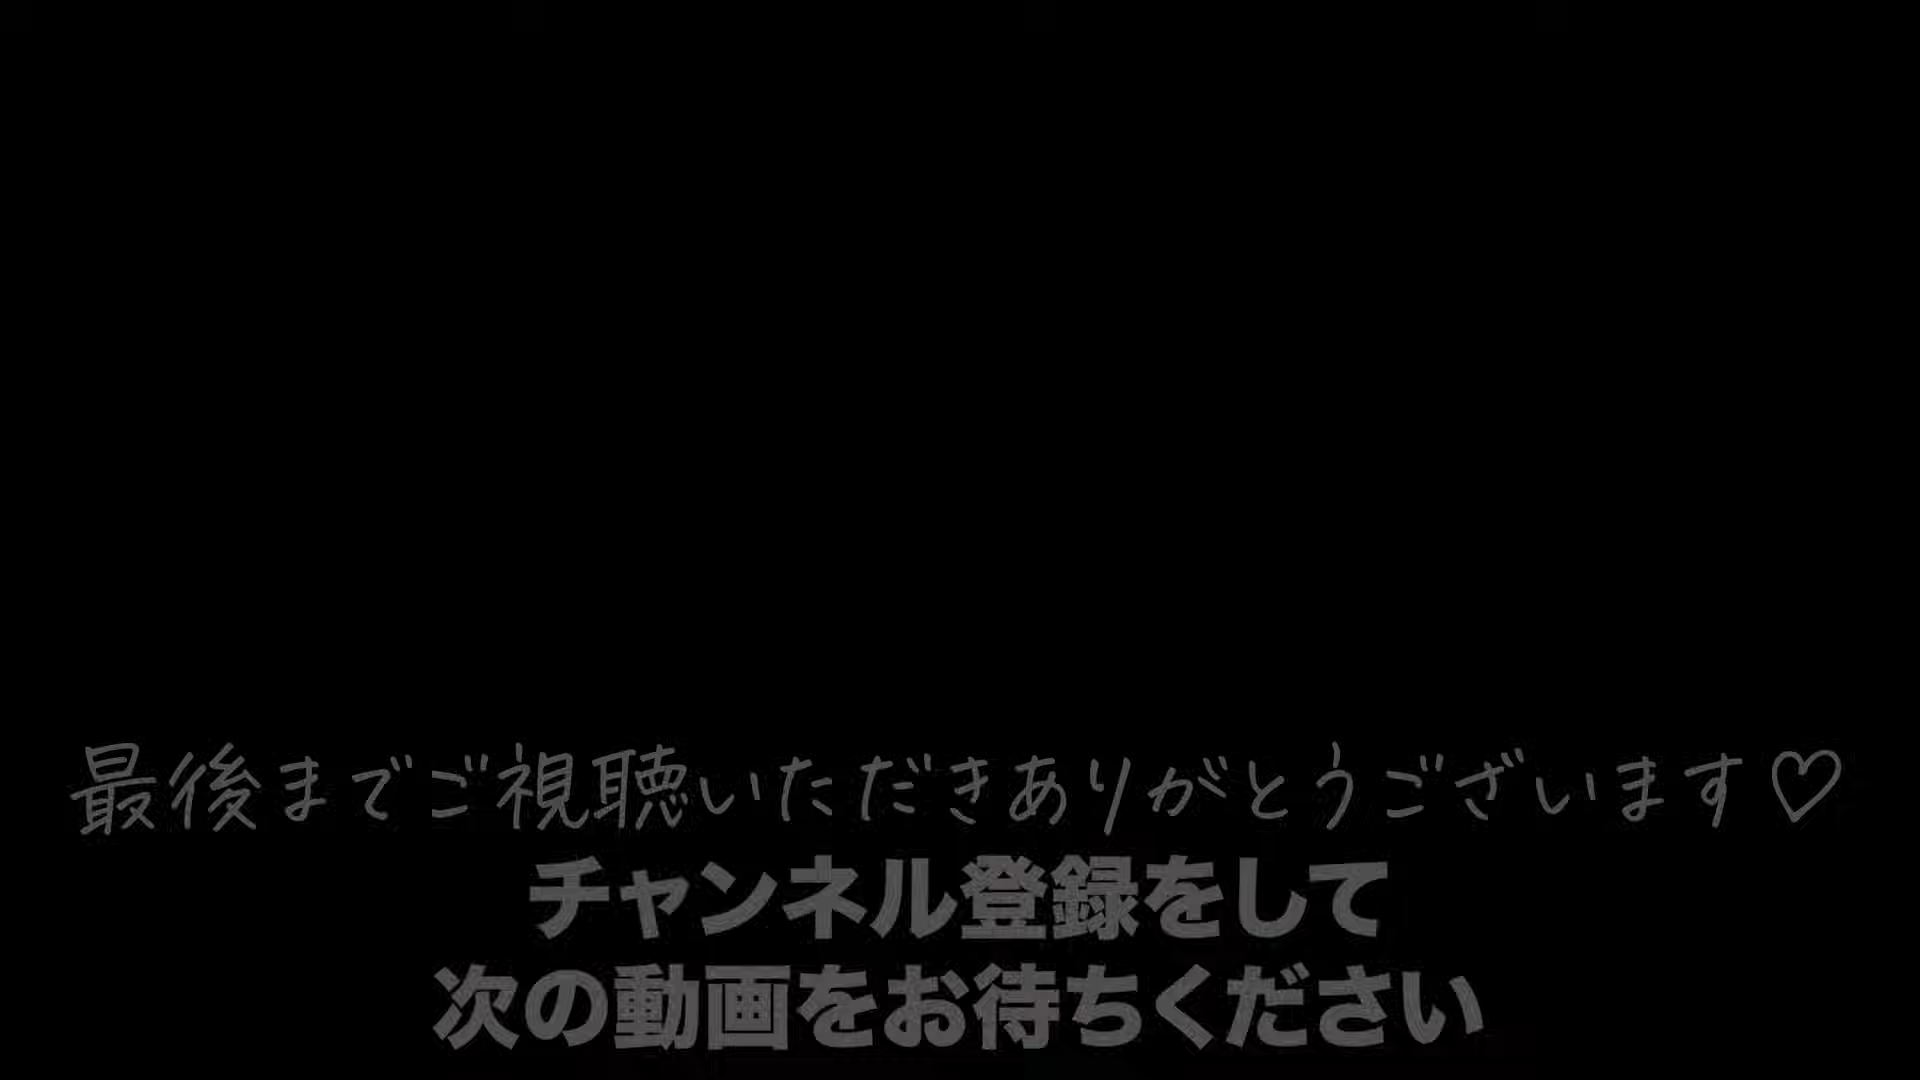 最後までご視聴いただきありがとうございます♡
チャンネル登録をして
次の動画をお待ちください